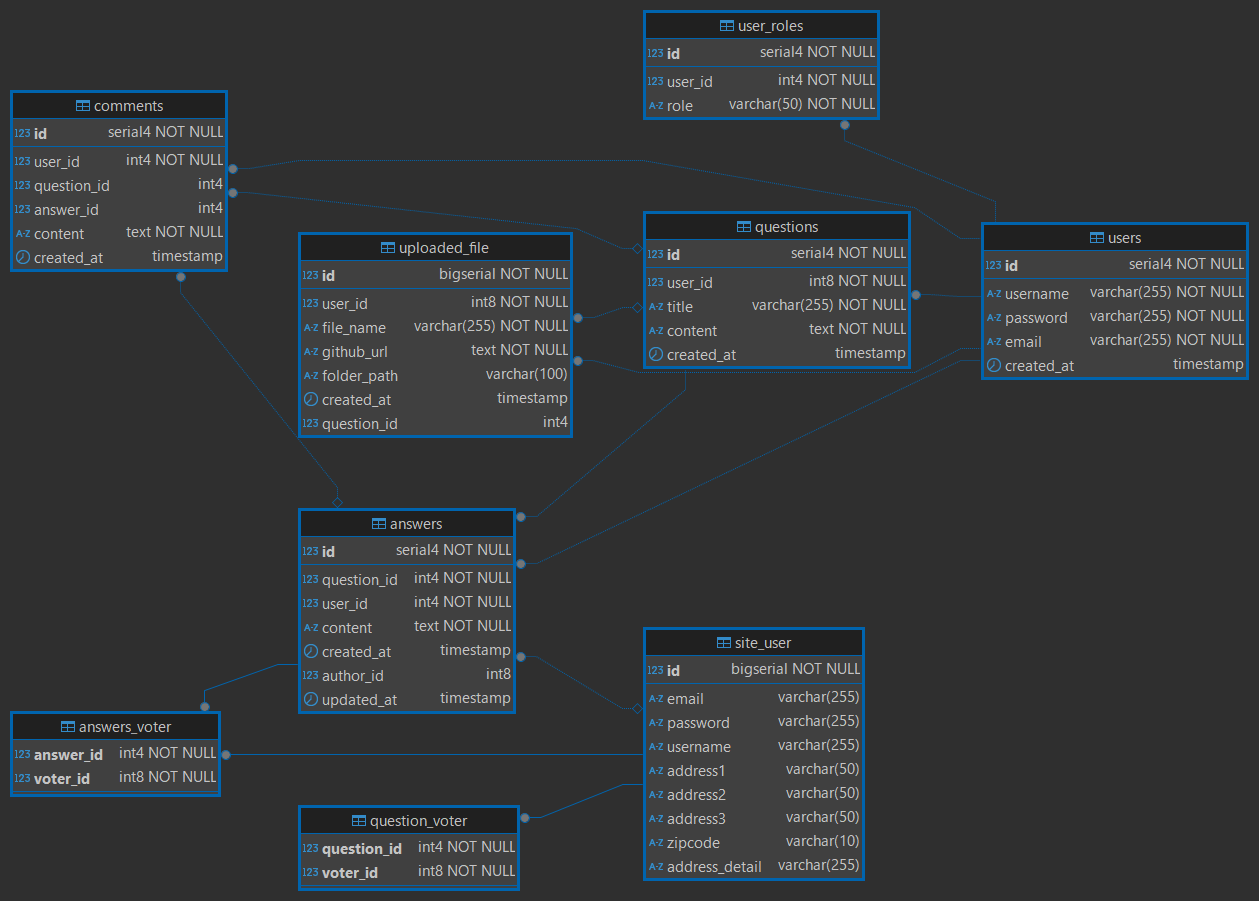 user_roles
123 id serial4 NOT NULL
123 user_id int4 NOT NULL
A-Z role varchar(50) NOT NULL
comments
123 id serial4 NOT NULL
123 user_id int4 NOT NULL
123 question_id int4
123 answer_id int4
A-Z content text NOT NULL
created_at timestamp
uploaded_file
123 id bigserial NOT NULL
123 user_id int8 NOT NULL
A-Z file_name varchar(255) NOT NULL
A-Z github_url text NOT NULL
A-Z folder_path varchar(100)
created_at timestamp
123 question_id int4
questions
123 id serial4 NOT NULL
123 user_id int8 NOT NULL
A-Z title varchar(255) NOT NULL
A-Z content text NOT NULL
created_at timestamp
users
123 id serial4 NOT NULL
A-Z username varchar(255) NOT NULL
A-Z password varchar(255) NOT NULL
A-Z email varchar(255) NOT NULL
created_at timestamp
answers
123 id serial4 NOT NULL
123 question_id int4 NOT NULL
123 user_id int4 NOT NULL
A-Z content text NOT NULL
created_at timestamp
123 author_id int8
updated_at timestamp
site_user
123 id bigserial NOT NULL
A-Z email varchar(255)
A-Z password varchar(255)
A-Z username varchar(255)
A-Z address1 varchar(50)
A-Z address2 varchar(50)
A-Z address3 varchar(50)
A-Z zipcode varchar(10)
A-Z address_detail varchar(255)
answers_voter
123 answer_id int4 NOT NULL
123 voter_id int8 NOT NULL
question_voter
123 question_id int4 NOT NULL
123 voter_id int8 NOT NULL